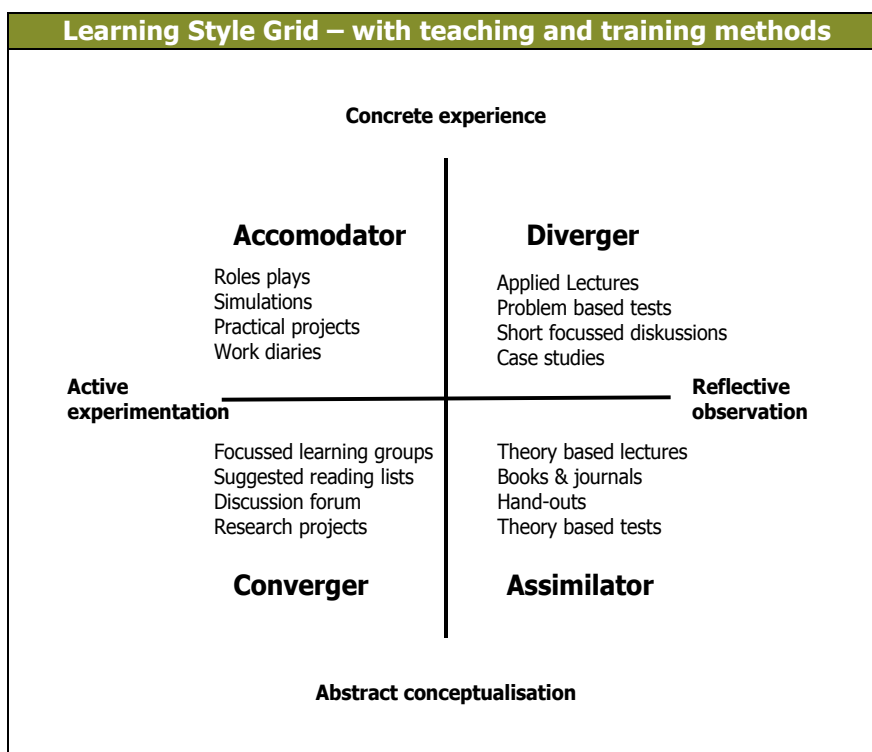 Learning Style Grid – with teaching and training methods
Concrete experience
Accomodator
Roles plays
Simulations
Practical projects
Work diaries
Diverger
Applied Lectures
Problem based tests
Short focussed diskussions
Case studies
Active
experimentation
Reflective
observation
Focussed learning groups
Suggested reading lists
Discussion forum
Research projects
Converger
Theory based lectures
Books & journals
Hand-outs
Theory based tests
Assimilator
Abstract conceptualisation